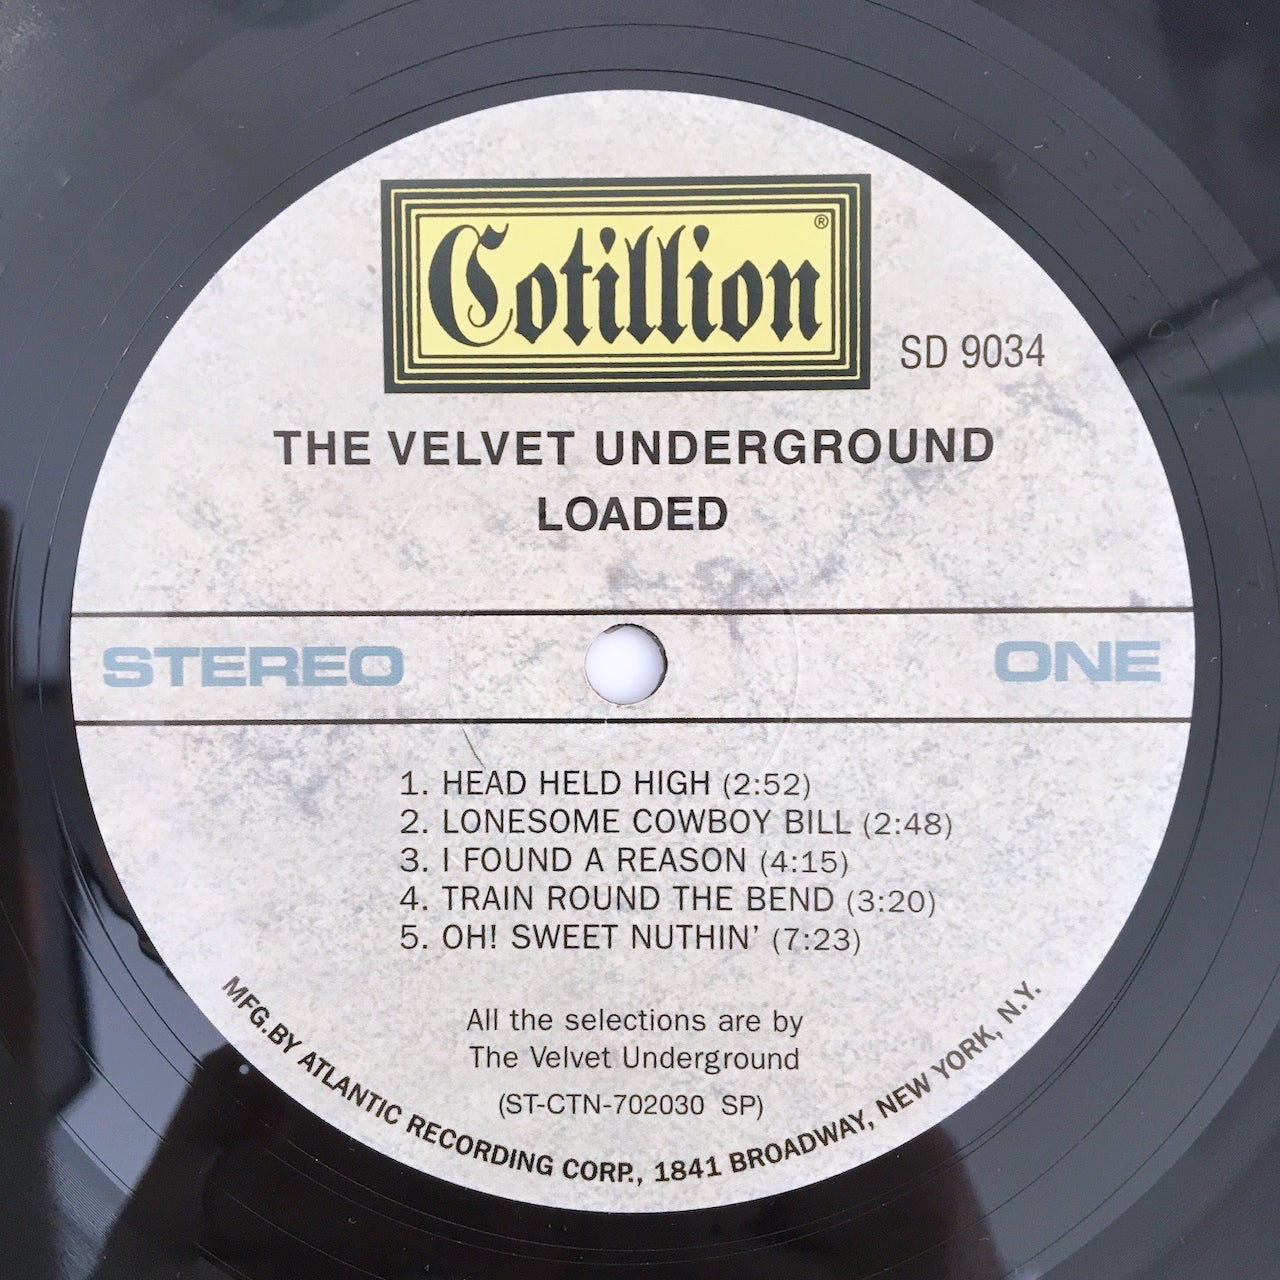 Cotillion®
SD 9034
THE VELVET UNDERGROUND
LOADED
STEREO
ONE
1. HEAD HELD HIGH (2:52)
2. LONESOME COWBOY BILL (2:48)
3. I FOUND A REASON (4:15)
4. TRAIN ROUND THE BEND (3:20)
5. OH! SWEET NUTHIN’ (7:23)
All the selections are by
The Velvet Underground
(ST-CTN-702030 SP)
MFG.BY ATLANTIC RECORDING CORP., 1841 BROADWAY, NEW YORK, N.Y.